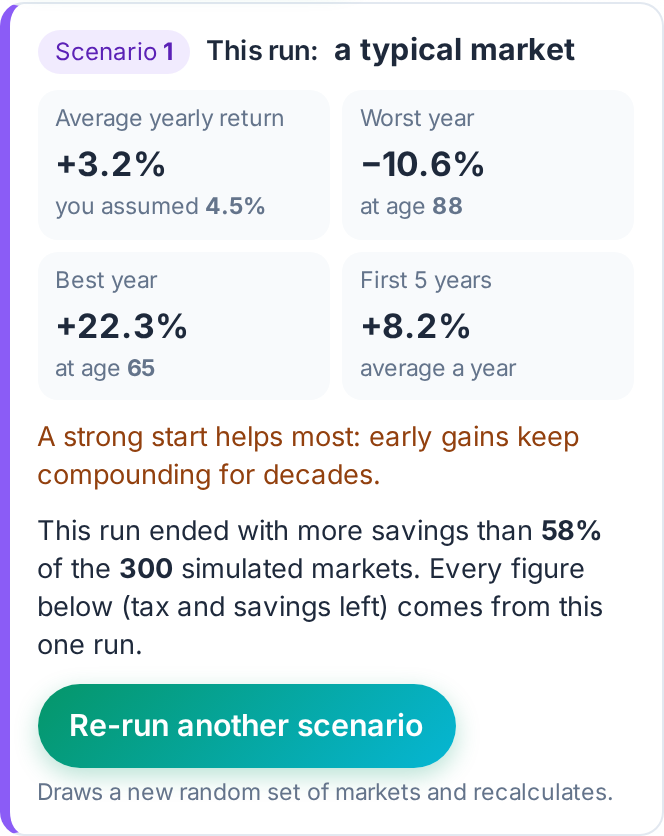 Scenario 1 This run: a typical market
Average yearly return
+3.2%
you assumed 4.5%
Worst year
−10.6%
at age 88
Best year
+22.3%
at age 65
First 5 years
+8.2%
average a year
A strong start helps most: early gains keep
compounding for decades.
This run ended with more savings than 58%
of the 300 simulated markets. Every figure
below (tax and savings left) comes from this
one run.
Re-run another scenario
Draws a new random set of markets and recalculates.